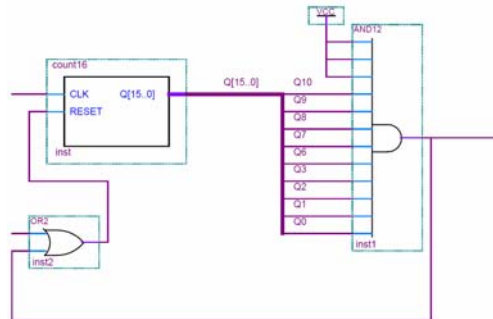 VCC
AND12
count16
CLK
Q[15..0]
RESET
inst
Q[15..0]
Q10
Q9
Q8
Q7
Q6
Q3
Q2
Q1
Q0
OR2
inst2
inst1